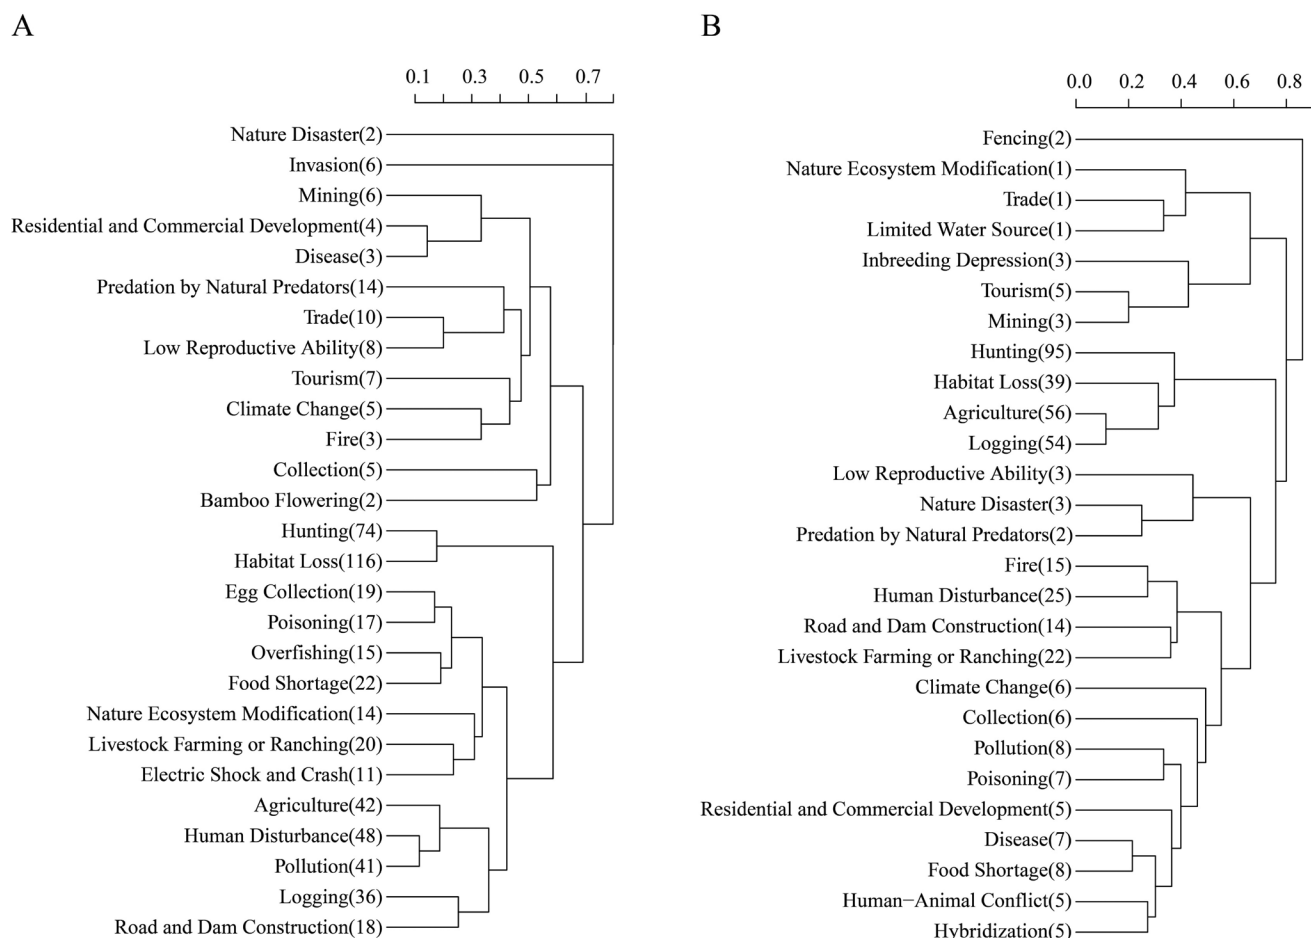 A
0.1 0.3 0.5 0.7
Nature Disaster(2)
Invasion(6)
Mining(6)
Residential and Commercial Development(4)
Disease(3)
Predation by Natural Predators(14)
Trade(10)
Low Reproductive Ability(8)
Tourism(7)
Climate Change(5)
Fire(3)
Collection(5)
Bamboo Flowering(2)
Hunting(74)
Habitat Loss(116)
Egg Collection(19)
Poisoning(17)
Overfishing(15)
Food Shortage(22)
Nature Ecosystem Modification(14)
Livestock Farming or Ranching(20)
Electric Shock and Crash(11)
Agriculture(42)
Human Disturbance(48)
Pollution(41)
Logging(36)
Road and Dam Construction(18)
B
0.0 0.2 0.4 0.6 0.8
Fencing(2)
Nature Ecosystem Modification(1)
Trade(1)
Limited Water Source(1)
Inbreeding Depression(3)
Tourism(5)
Mining(3)
Hunting(95)
Habitat Loss(39)
Agriculture(56)
Logging(54)
Low Reproductive Ability(3)
Nature Disaster(3)
Predation by Natural Predators(2)
Fire(15)
Human Disturbance(25)
Road and Dam Construction(14)
Livestock Farming or Ranching(22)
Climate Change(6)
Collection(6)
Pollution(8)
Poisoning(7)
Residential and Commercial Development(5)
Disease(7)
Food Shortage(8)
Human−Animal Conflict(5)
Hybridization(5)